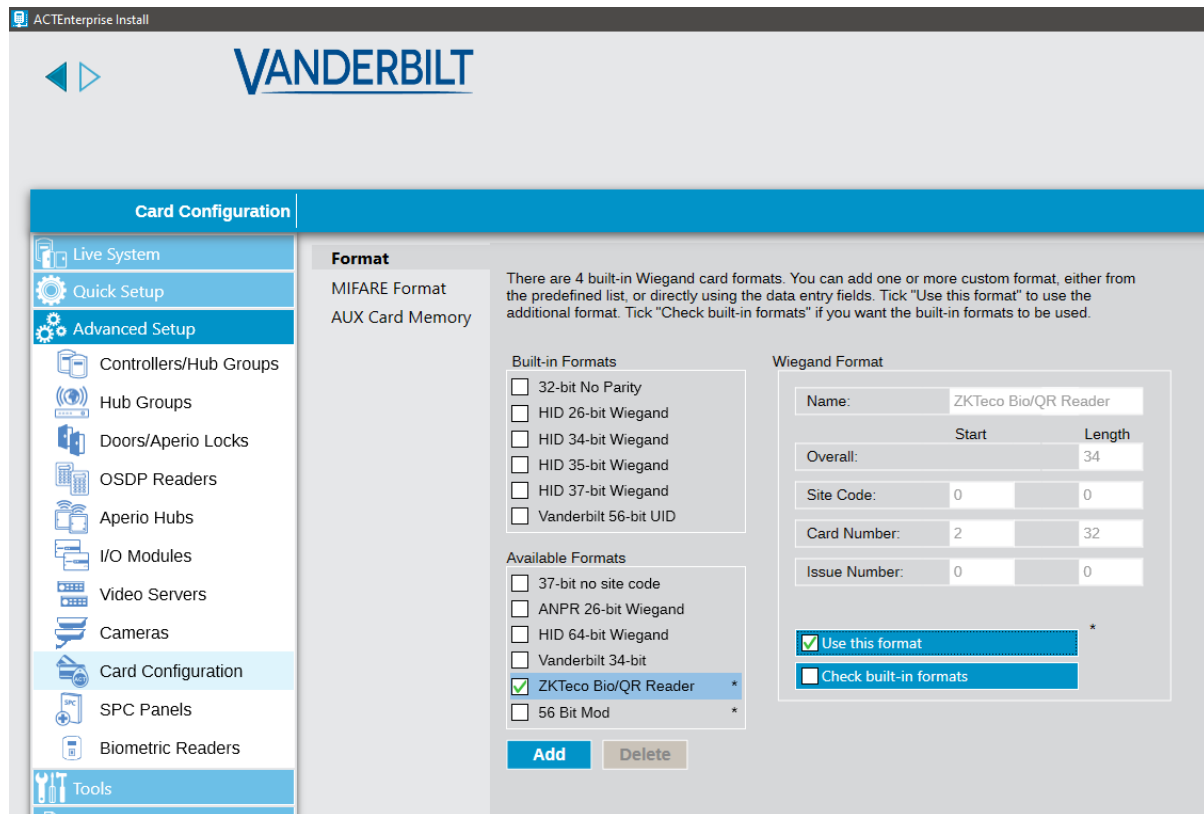 ACTEnterprise Install
VANDERBILT
Card Configuration
Live System
Quick Setup
Advanced Setup
Controllers/Hub Groups
Hub Groups
Doors/Aperio Locks
OSDP Readers
Aperio Hubs
I/O Modules
Video Servers
Cameras
Card Configuration
SPC Panels
Biometric Readers
Tools
Format
MIFARE Format
AUX Card Memory
There are 4 built-in Wiegand card formats. You can add one or more custom format, either from
the predefined list, or directly using the data entry fields. Tick "Use this format" to use the
additional format. Tick "Check built-in formats" if you want the built-in formats to be used.
Built-in Formats
32-bit No Parity
HID 26-bit Wiegand
HID 34-bit Wiegand
HID 35-bit Wiegand
HID 37-bit Wiegand
Vanderbilt 56-bit UID
Available Formats
37-bit no site code
ANPR 26-bit Wiegand
HID 64-bit Wiegand
Vanderbilt 34-bit
ZKTeco Bio/QR Reader *
56 Bit Mod *
Add Delete
Wiegand Format
Name: ZKTeco Bio/QR Reader
Start Length
Overall: 34
Site Code: 0 0
Card Number: 2 32
Issue Number: 0 0
*
Use this format
Check built-in formats